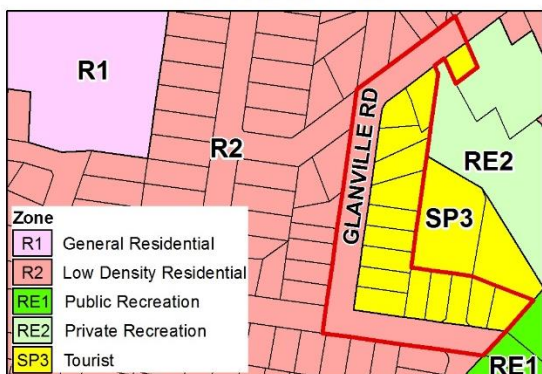 R1
R2
GLANVILLE RD
RE2
SP3
RE1
Zone
R1 General Residential
R2 Low Density Residential
RE1 Public Recreation
RE2 Private Recreation
SP3 Tourist